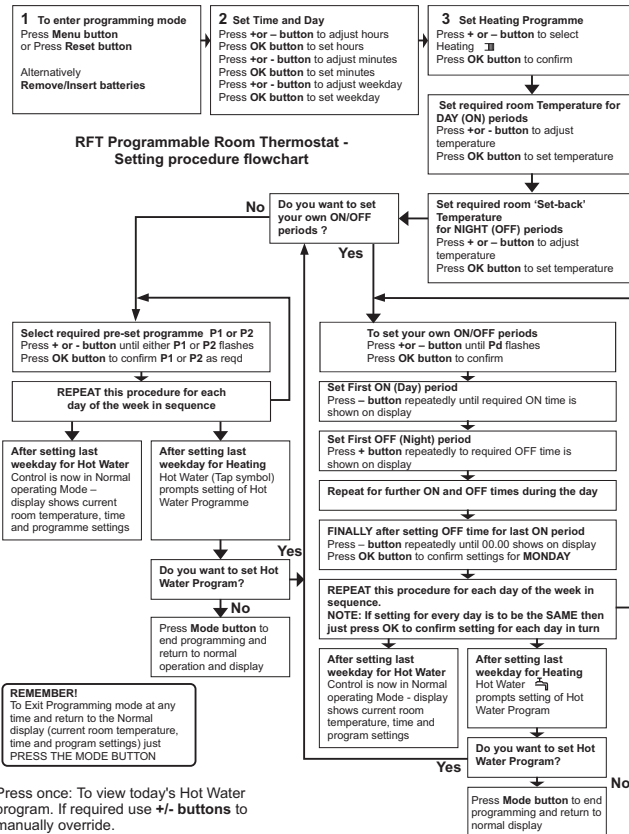 1 To enter programming mode
Press Menu button
or Press Reset button
Alternatively
Remove/Insert batteries
2 Set Time and Day
Press +or – button to adjust hours
Press OK button to set hours
Press +or - button to adjust minutes
Press OK button to set minutes
Press +or - button to adjust weekday
Press OK button to set weekday
3 Set Heating Programme
Press + or – button to select
Heating
Press OK button to confirm
RFT Programmable Room Thermostat -
Setting procedure flowchart
Set required room Temperature for
DAY (ON) periods
Press +or - button to adjust
temperature
Press OK button to set temperature
Set required room ‘Set-back’
Temperature
for NIGHT (OFF) periods
Press + or – button to adjust
temperature
Press OK button to set temperature
Do you want to set
your own ON/OFF
periods ?
No
Yes
Select required pre-set programme P1 or P2
Press + or - button until either P1 or P2 flashes
Press OK button to confirm P1 or P2 as reqd
REPEAT this procedure for each
day of the week in sequence
After setting last
weekday for Hot Water
Control is now in Normal
operating Mode –
display shows current
room temperature, time
and programme settings
After setting last
weekday for Heating
Hot Water (Tap symbol)
prompts setting of Hot
Water Programme
Yes
Do you want to set Hot
Water Program?
No
Press Mode button to
end programming and
return to normal
operation and display
REMEMBER!
To Exit Programming mode at any
time and return to the Normal
display (current room temperature,
time and program settings) just
PRESS THE MODE BUTTON
Press once: To view today's Hot Water
program. If required use +/- buttons to
manually override.
To set your own ON/OFF periods
Press +or – button until Pd flashes
Press OK button to confirm
Set First ON (Day) period
Press – button repeatedly until required ON time is
shown on display
Set First OFF (Night) period
Press + button repeatedly to required OFF time is
shown on display
Repeat for further ON and OFF times during the day
FINALLY after setting OFF time for last ON period
Press – button repeatedly until 00.00 shows on display
Press OK button to confirm settings for MONDAY
REPEAT this procedure for each day of the week in
sequence.
NOTE: If setting for every day is to be the SAME then
just press OK to confirm setting for each day in turn
After setting last
weekday for Hot Water
Control is now in Normal
operating Mode - display
shows current room
temperature, time and
program settings
After setting last
weekday for Heating
Hot Water
prompts setting of Hot
Water Program
Do you want to set Hot
Water Program?
Yes
No
Press Mode button to end
programming and return to
normal display